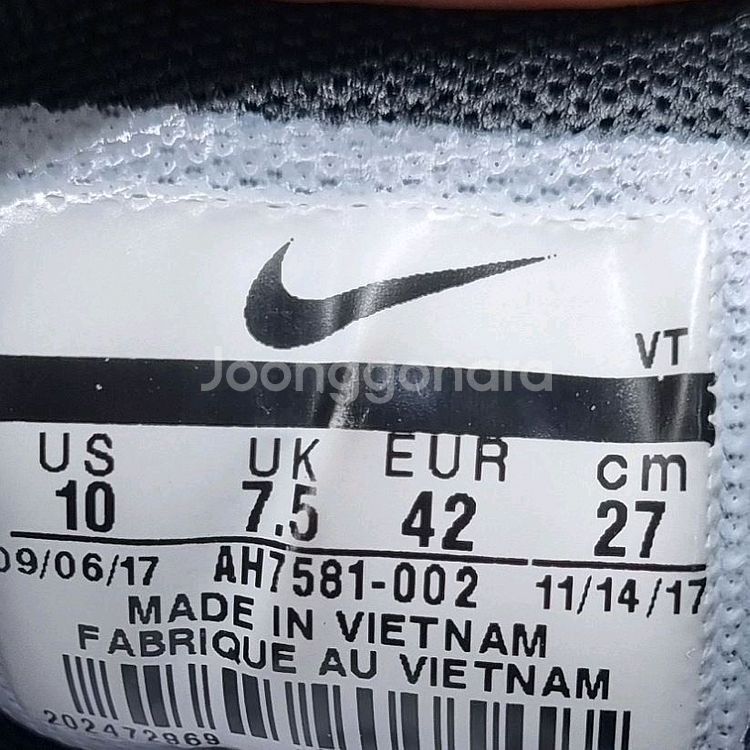 VT
Joonggonara
US UK EUR cm
10 7.5 42 27
09/06/17 AH7581-002 11/14/17
MADE IN VIETNAM
FABRIQUE AU VIETNAM
202472869